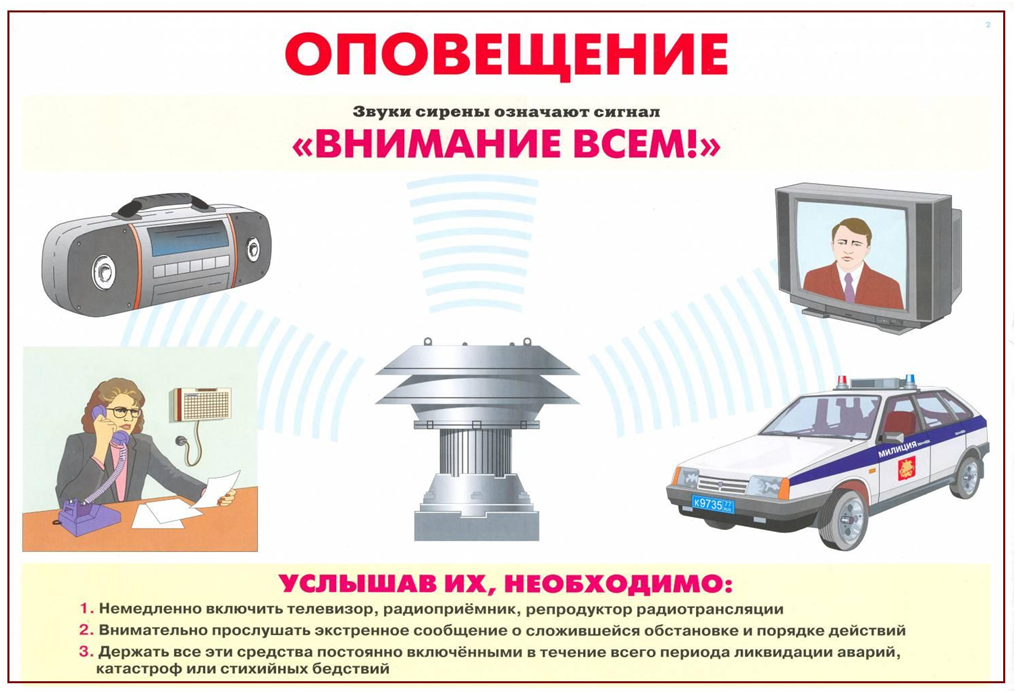 2
ОПОВЕЩЕНИЕ
Звуки сирены означают сигнал
«ВНИМАНИЕ ВСЕМ!»
МИЛИЦИЯ
к9735 77
УСЛЫШАВ ИХ, НЕОБХОДИМО:
1. Немедленно включить телевизор, радиоприёмник, репродуктор радиотрансляции
2. Внимательно прослушать экстренное сообщение о сложившейся обстановке и порядке действий
3. Держать все эти средства постоянно включёнными в течение всего периода ликвидации аварий,
катастроф или стихийных бедствий